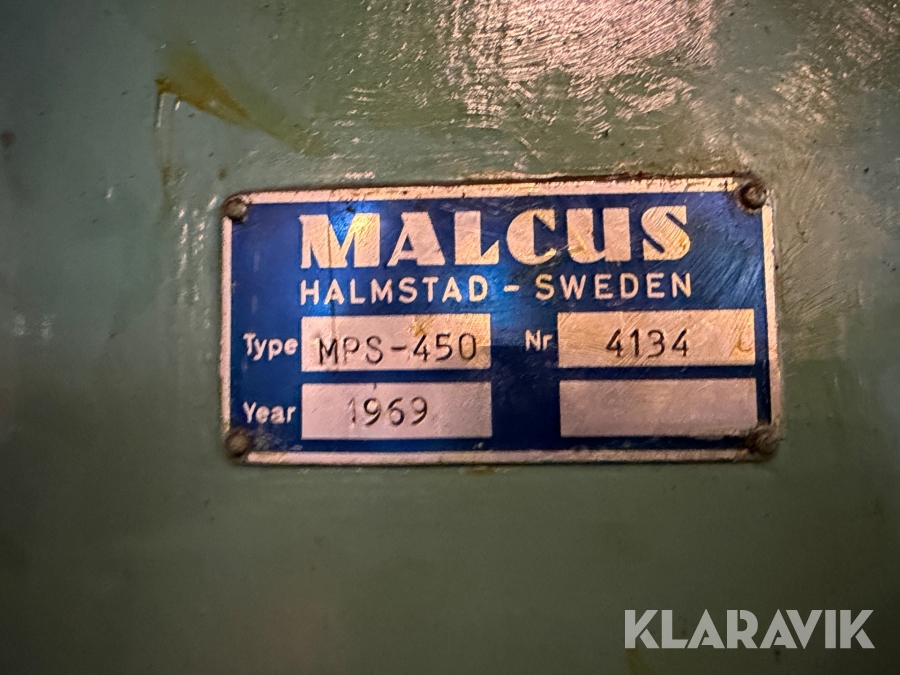 MALCUS
HALMSTAD - SWEDEN
Type MPS-450 Nr 4134
Year 1969
KLARAVIK